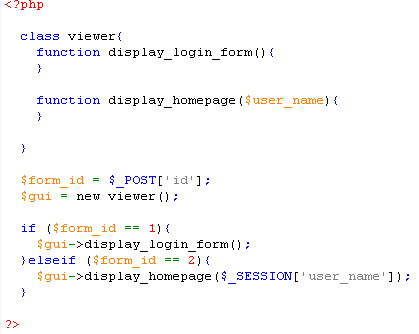 <?php
class viewer{
function display_login_form(){
}
function display_homepage($user_name){
}
}
$form_id = $_POST['id'];
$gui = new viewer();
if ($form_id == 1){
$gui->display_login_form();
}elseif ($form_id == 2){
$gui->display_homepage($_SESSION['user_name']);
}
?>